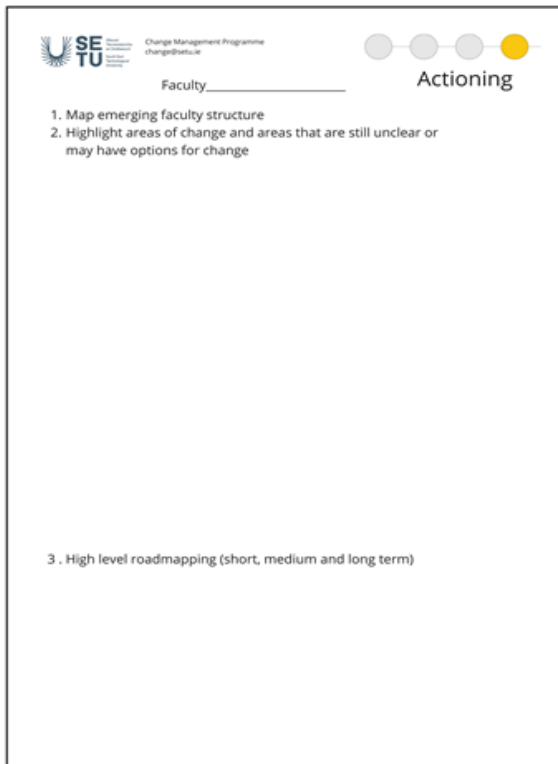 SE
TU
Change Management Programme
change@setu.ie
Actioning
Faculty____________________
1. Map emerging faculty structure
2. Highlight areas of change and areas that are still unclear or
may have options for change
3 . High level roadmapping (short, medium and long term)